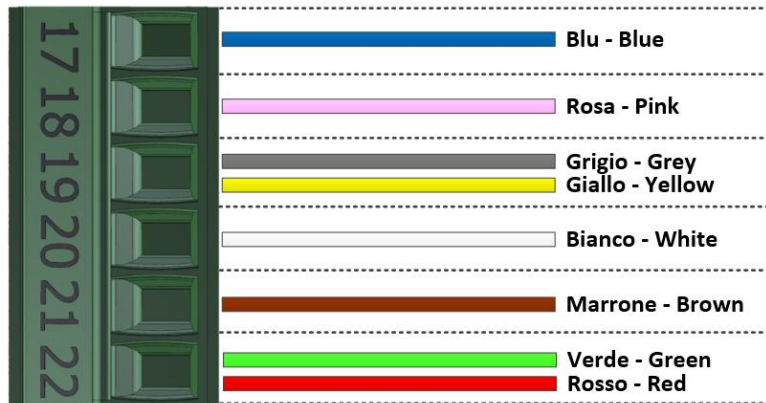 17
Blu - Blue
18
Rosa - Pink
19
Grigio - Grey
Giallo - Yellow
20
Bianco - White
21
Marrone - Brown
22
Verde - Green
Rosso - Red